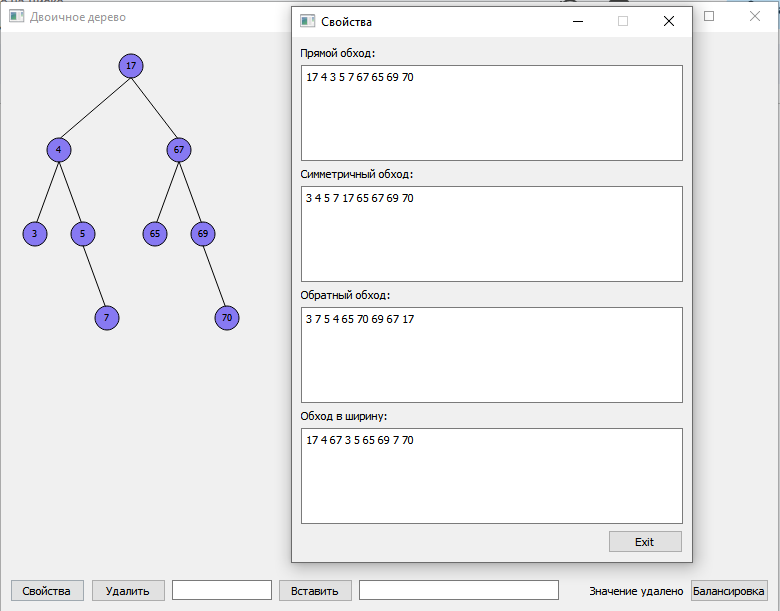 Двоичное дерево
Свойства
17
4
67
3
5
65
69
7
70
Прямой обход:
17 4 3 5 7 67 65 69 70
Симметричный обход:
3 4 5 7 17 65 67 69 70
Обратный обход:
3 7 5 4 65 70 69 67 17
Обход в ширину:
17 4 67 3 5 65 69 7 70
Exit
Свойства
Удалить
Вставить
Значение удалено
Балансировка